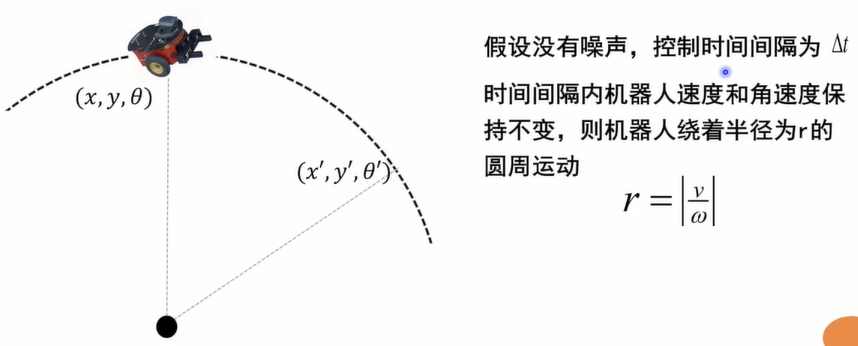 假设没有噪声，控制时间间隔为 Δt
时间间隔内机器人速度和角速度保
持不变，则机器人绕着半径为r的
圆周运动
r = |v/ω|
(x, y, θ)
(x′, y′, θ′)